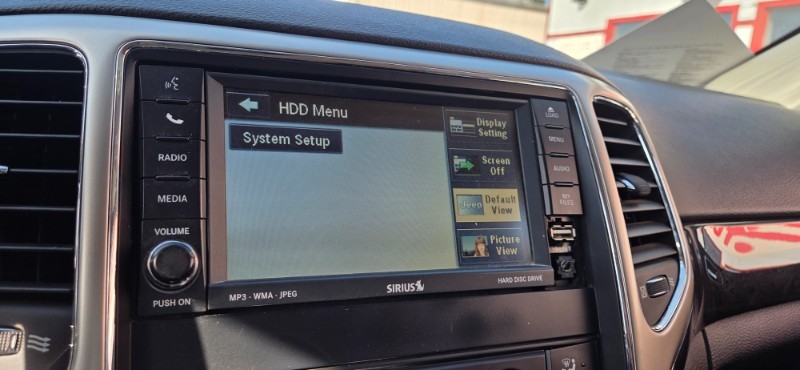 HDD Menu
System Setup
Display
Setting
Screen
Off
Jeep
Default
View
Picture
View
RADIO
MEDIA
VOLUME
PUSH ON
LOAD
MENU
AUDIO
MY
FILES
MP3 - WMA - JPEG
SIRIUS
HARD DISC DRIVE